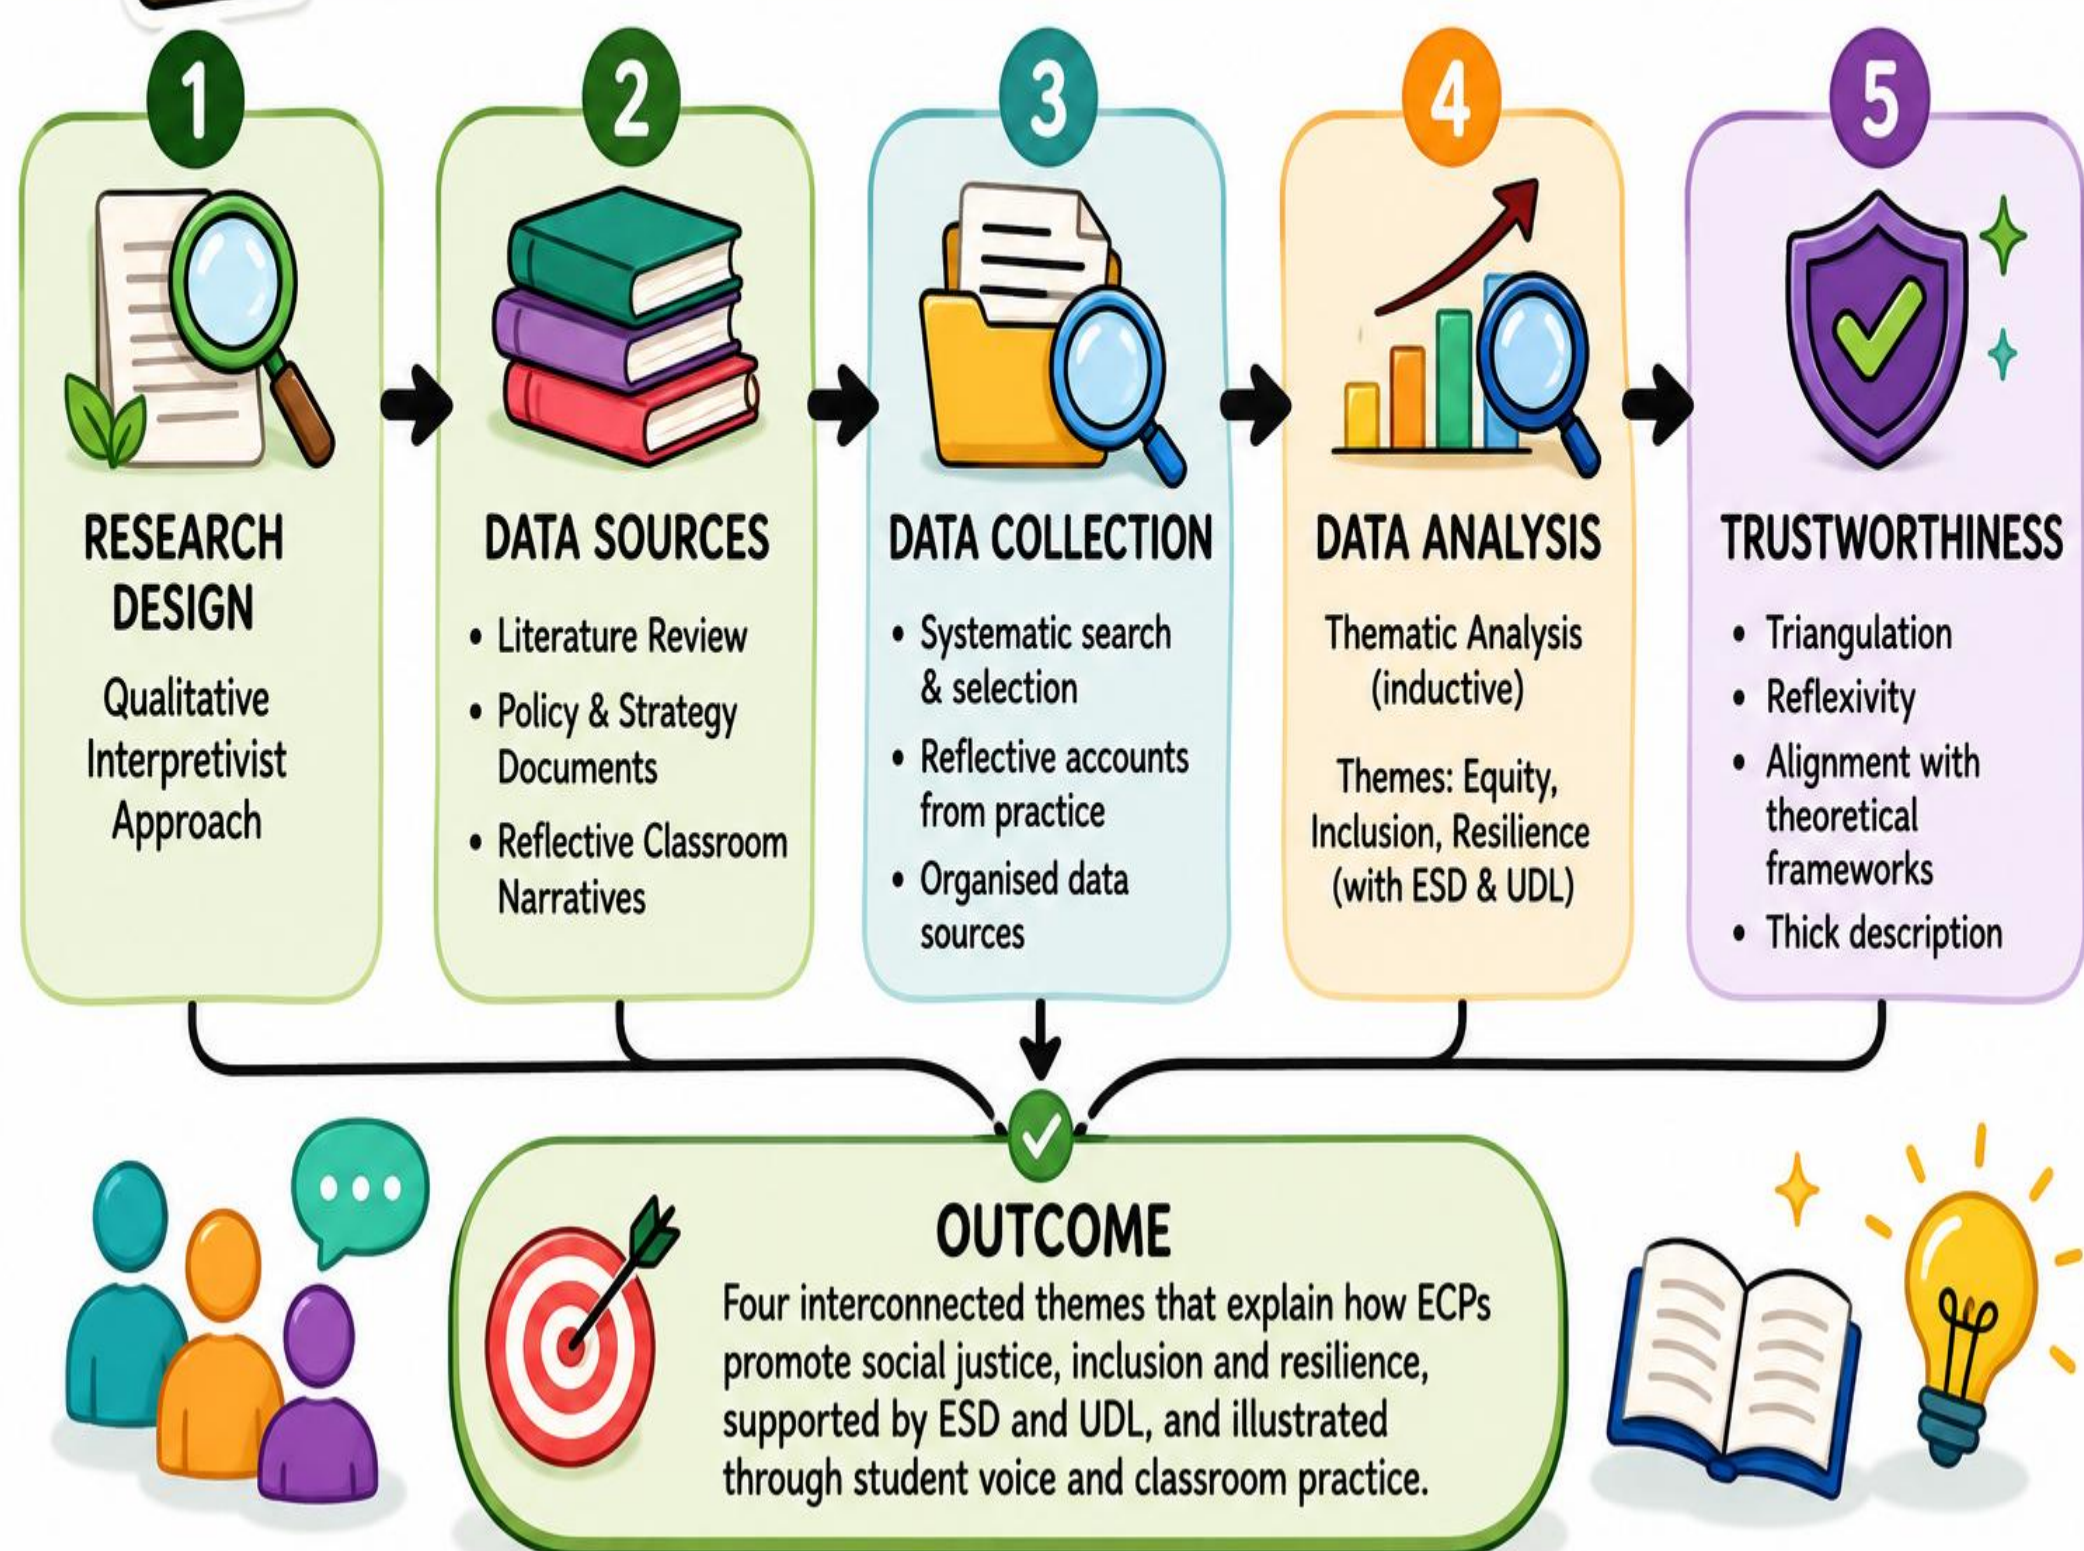 1
RESEARCH
DESIGN
Qualitative
Interpretivist
Approach
2
DATA SOURCES
• Literature Review
• Policy & Strategy
Documents
• Reflective Classroom
Narratives
3
DATA COLLECTION
• Systematic search
& selection
• Reflective accounts
from practice
• Organised data
sources
4
DATA ANALYSIS
Thematic Analysis
(inductive)
Themes: Equity,
Inclusion, Resilience
(with ESD & UDL)
5
TRUSTWORTHINESS
• Triangulation
• Reflexivity
• Alignment with
theoretical
frameworks
• Thick description
OUTCOME
Four interconnected themes that explain how ECPs
promote social justice, inclusion and resilience,
supported by ESD and UDL, and illustrated
through student voice and classroom practice.